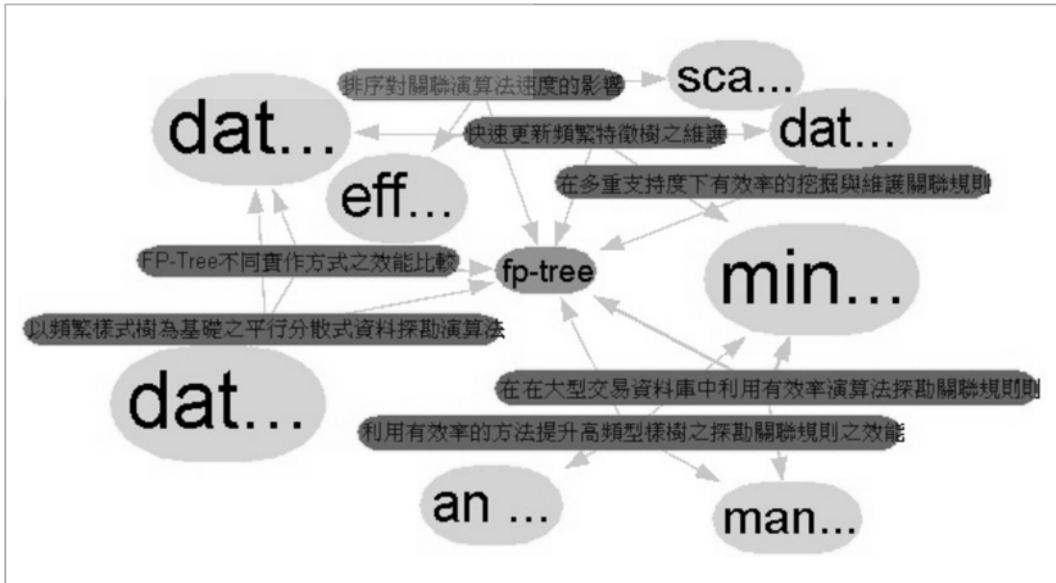 排序對關聯演算法速度的影響
sca...
dat...
快速更新頻繁特徵樹之維護
dat...
eff...
在多重支持度下有效率的挖掘與維護關聯規則
FP-Tree不同實作方式之效能比較
fp-tree
min...
以頻繁樣式樹為基礎之平行分散式資料探勘演算法
dat...
在在大型交易資料庫中利用有效率演算法探勘關聯規則則
利用有效率的方法提升高頻型樣樹之探勘關聯規則之效能
an ...
man...